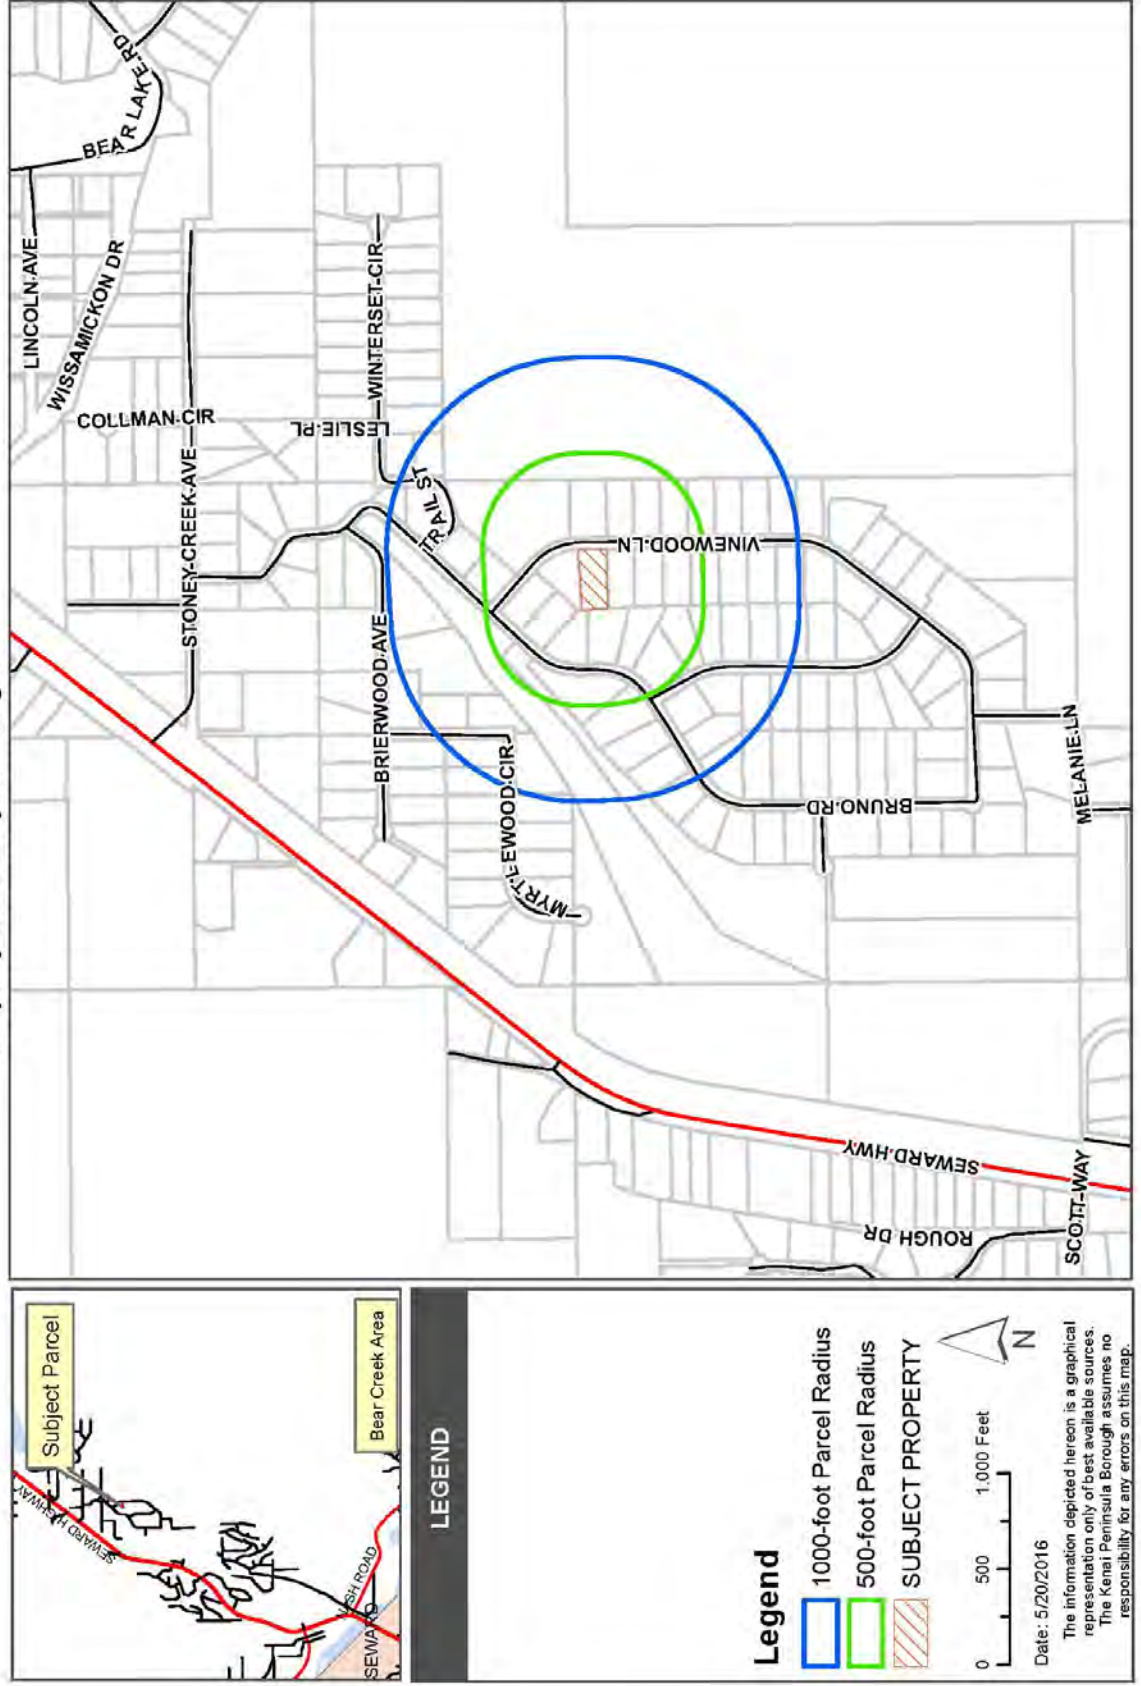 LINCOLN AVE
WISSAMICKON DR
BEAR LAKE RD
COLLMAN CIR
STONEY CREEK AVE
LESLIE PL
WINTERSET CIR
TRAIL ST
BRIERWOOD AVE
MYRTLEWOOD CIR
VINEWOOD LN
BRUNO RD
MELANIE LN
SEWARD HWY
ROUGH DR
SCOTT WAY
Subject Parcel
SEWARD HIGHWAY
SEWARD
Bear Creek Area
LEGEND
Legend
1000-foot Parcel Radius
500-foot Parcel Radius
SUBJECT PROPERTY
0 500 1,000 Feet
N
Date: 5/20/2016
The information depicted hereon is a graphical
representation only of best available sources.
The Kenai Peninsula Borough assumes no
responsibility for any errors on this map.